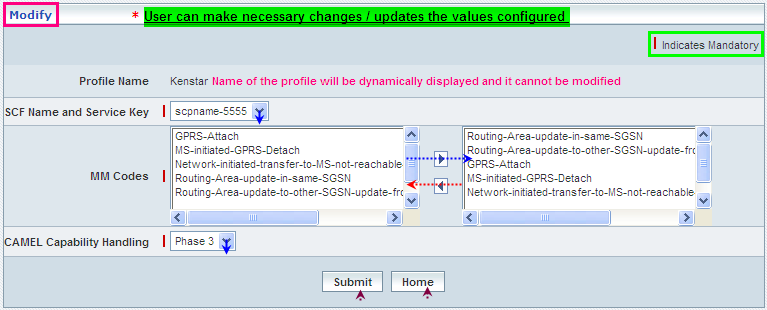 Modify
* User can make necessary changes / updates the values configured
Indicates Mandatory
Profile Name Kenstar Name of the profile will be dynamically displayed and it cannot be modified
SCF Name and Service Key scpname-5555
MM Codes
GPRS-Attach
MS-initiated-GPRS-Detach
Network-initiated-transfer-to-MS-not-reachable-
Routing-Area-update-in-same-SGSN
Routing-Area-update-to-other-SGSN-update-fro
Routing-Area-update-in-same-SGSN
Routing-Area-update-to-other-SGSN-update-fro
GPRS-Attach
MS-initiated-GPRS-Detach
Network-initiated-transfer-to-MS-not-reachable-
CAMEL Capability Handling Phase 3
Submit Home